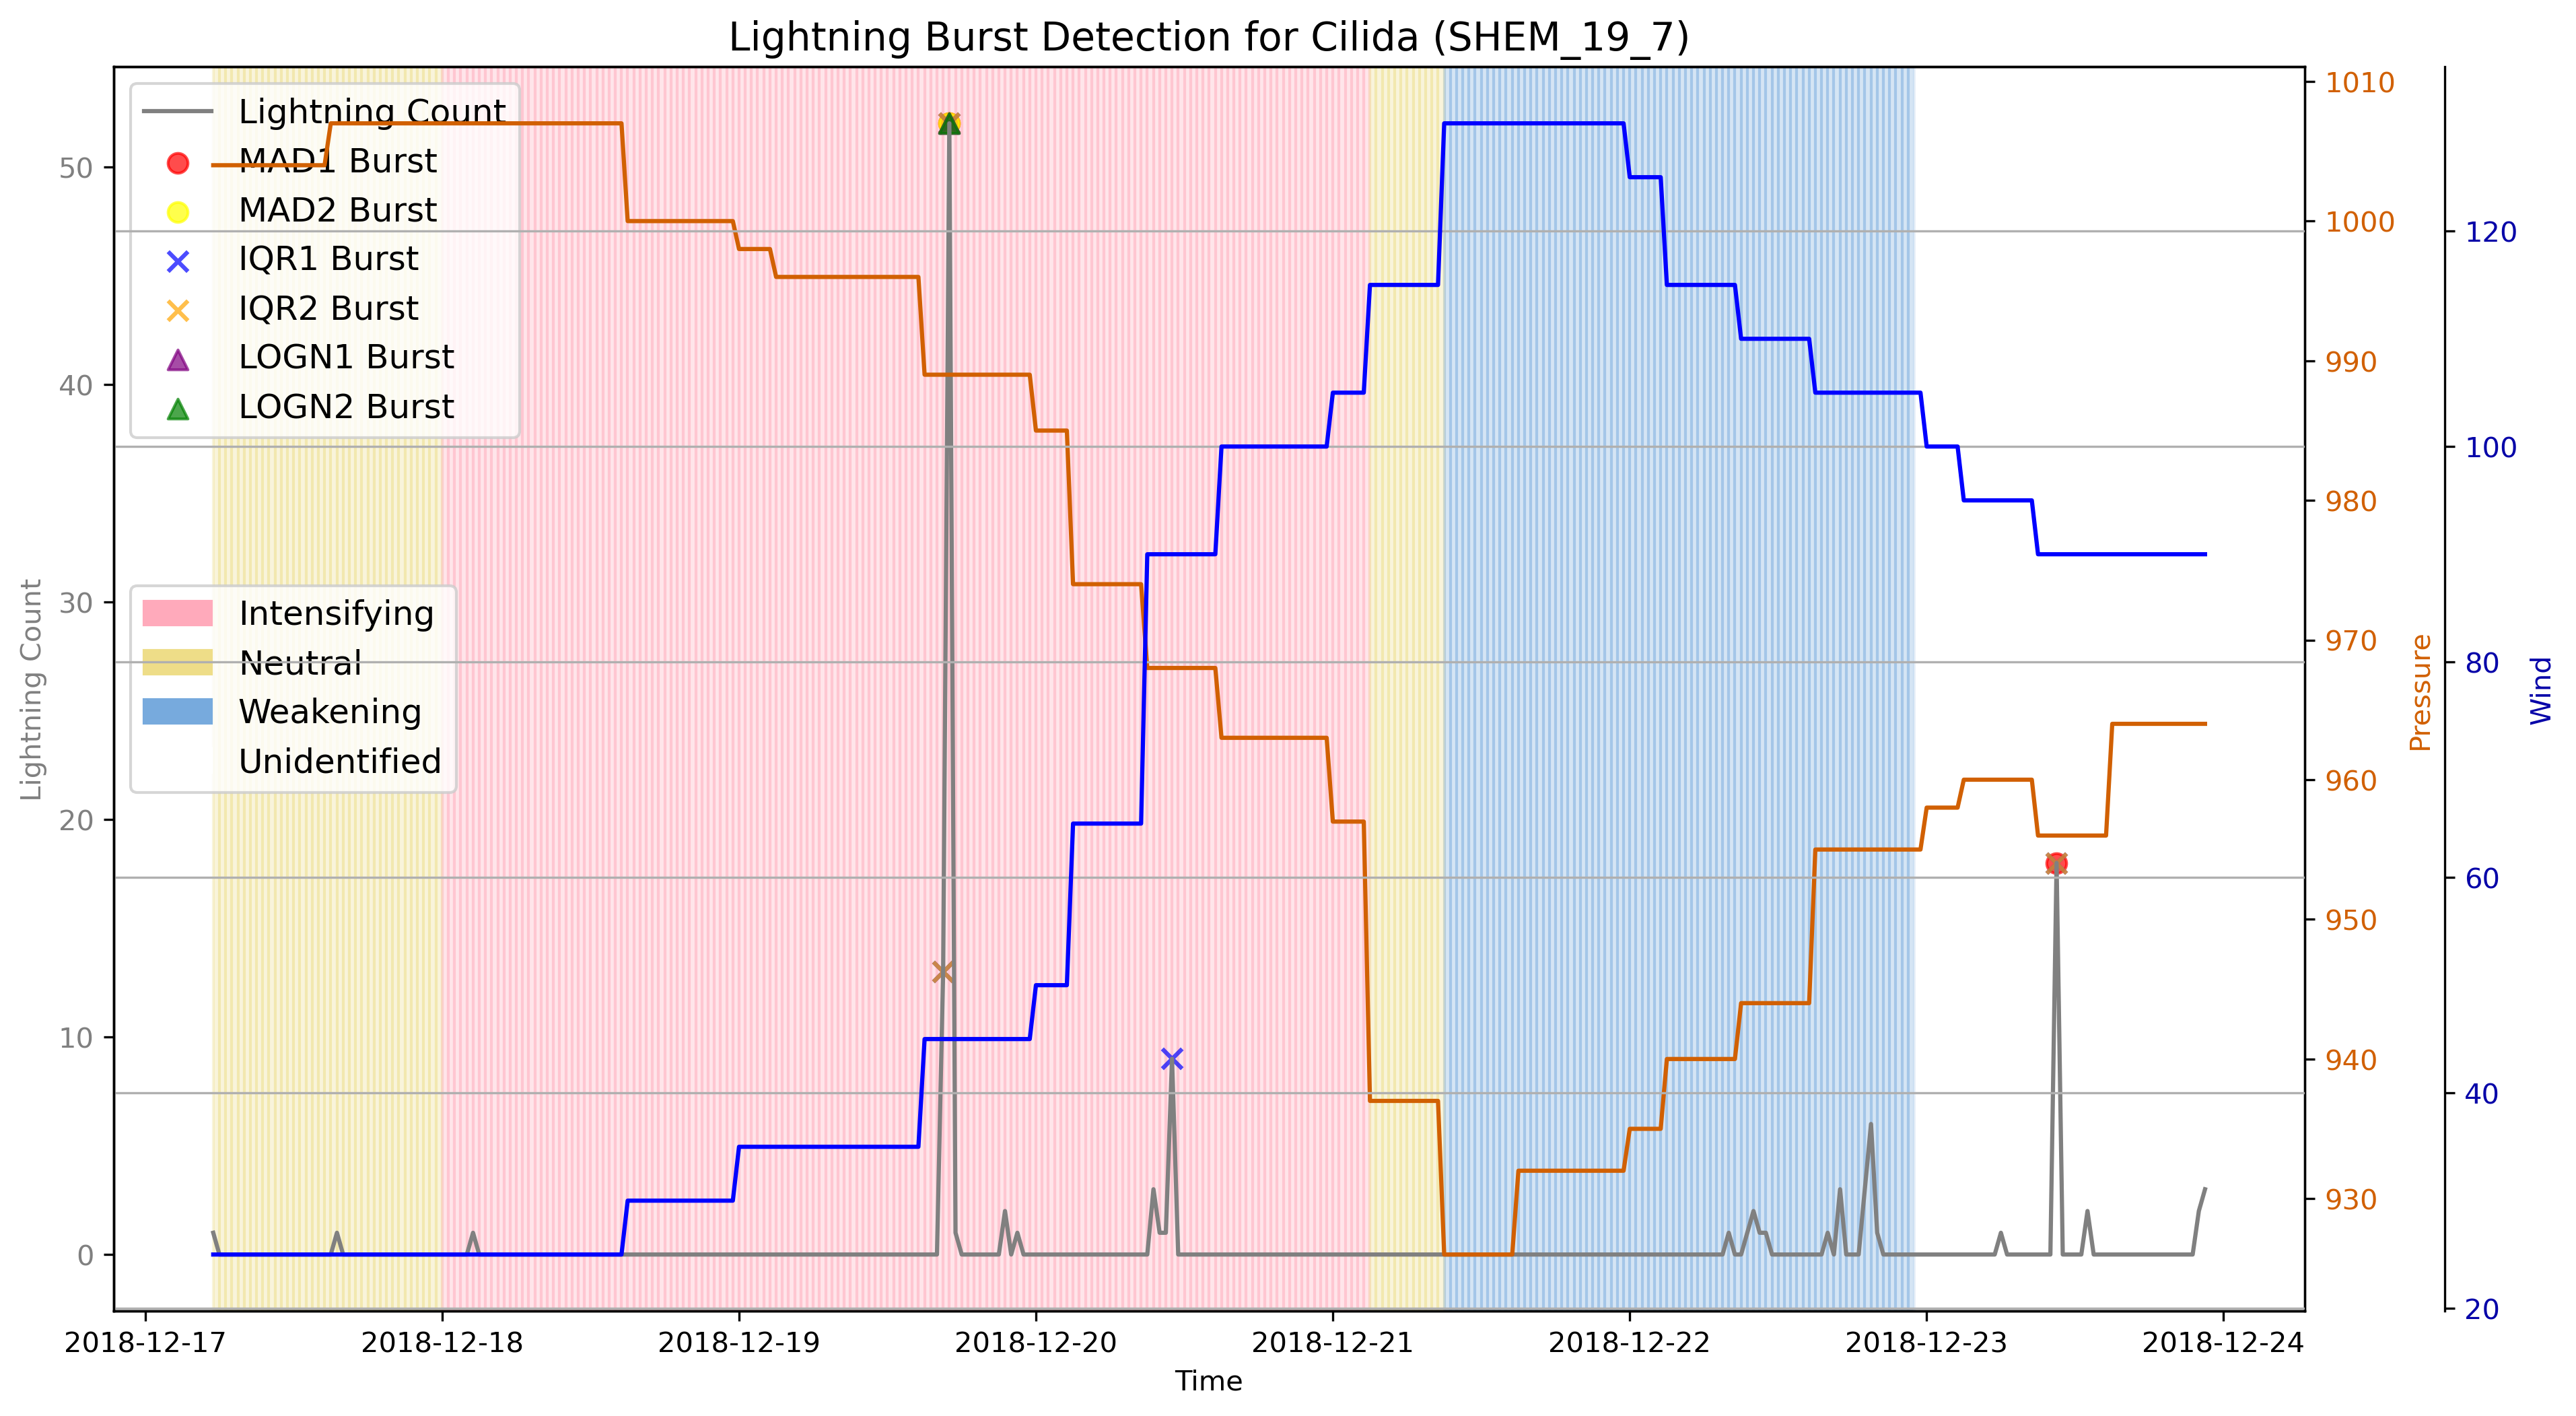 Lightning Burst Detection for Cilida (SHEM_19_7)
Lightning Count
MAD1 Burst
MAD2 Burst
IQR1 Burst
IQR2 Burst
LOGN1 Burst
LOGN2 Burst
Intensifying
Neutral
Weakening
Unidentified
Lightning Count
50
40
30
20
10
0
1010
1000
990
980
970
960
950
940
930
Pressure
120
100
80
60
40
20
Wind
2018-12-17
2018-12-18
2018-12-19
2018-12-20
2018-12-21
2018-12-22
2018-12-23
2018-12-24
Time